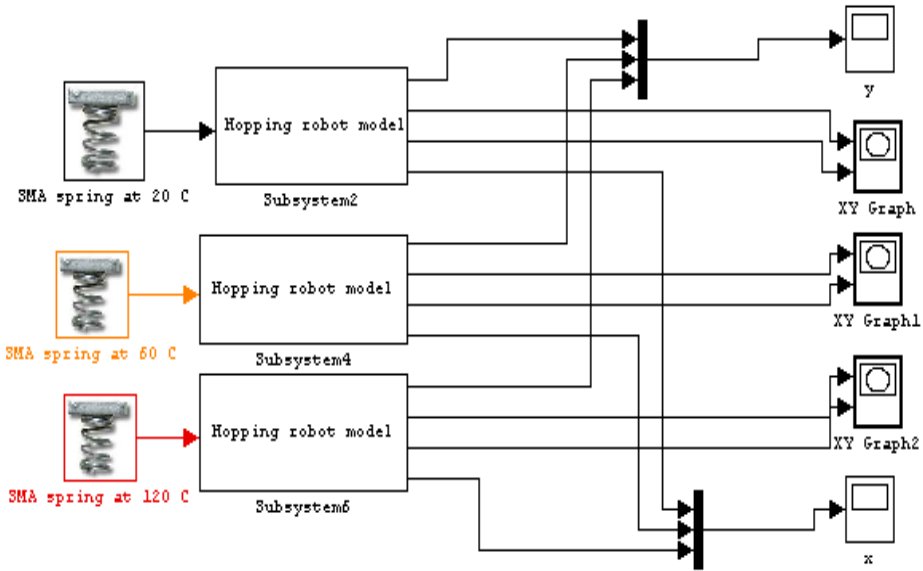 Hopping robot model
SMA spring at 20 C
Subsystem2
y
XY Graph
Hopping robot model
SMA spring at 60 C
Subsystem4
XY Graph1
Hopping robot model
SMA spring at 120 C
Subsystem6
XY Graph2
x